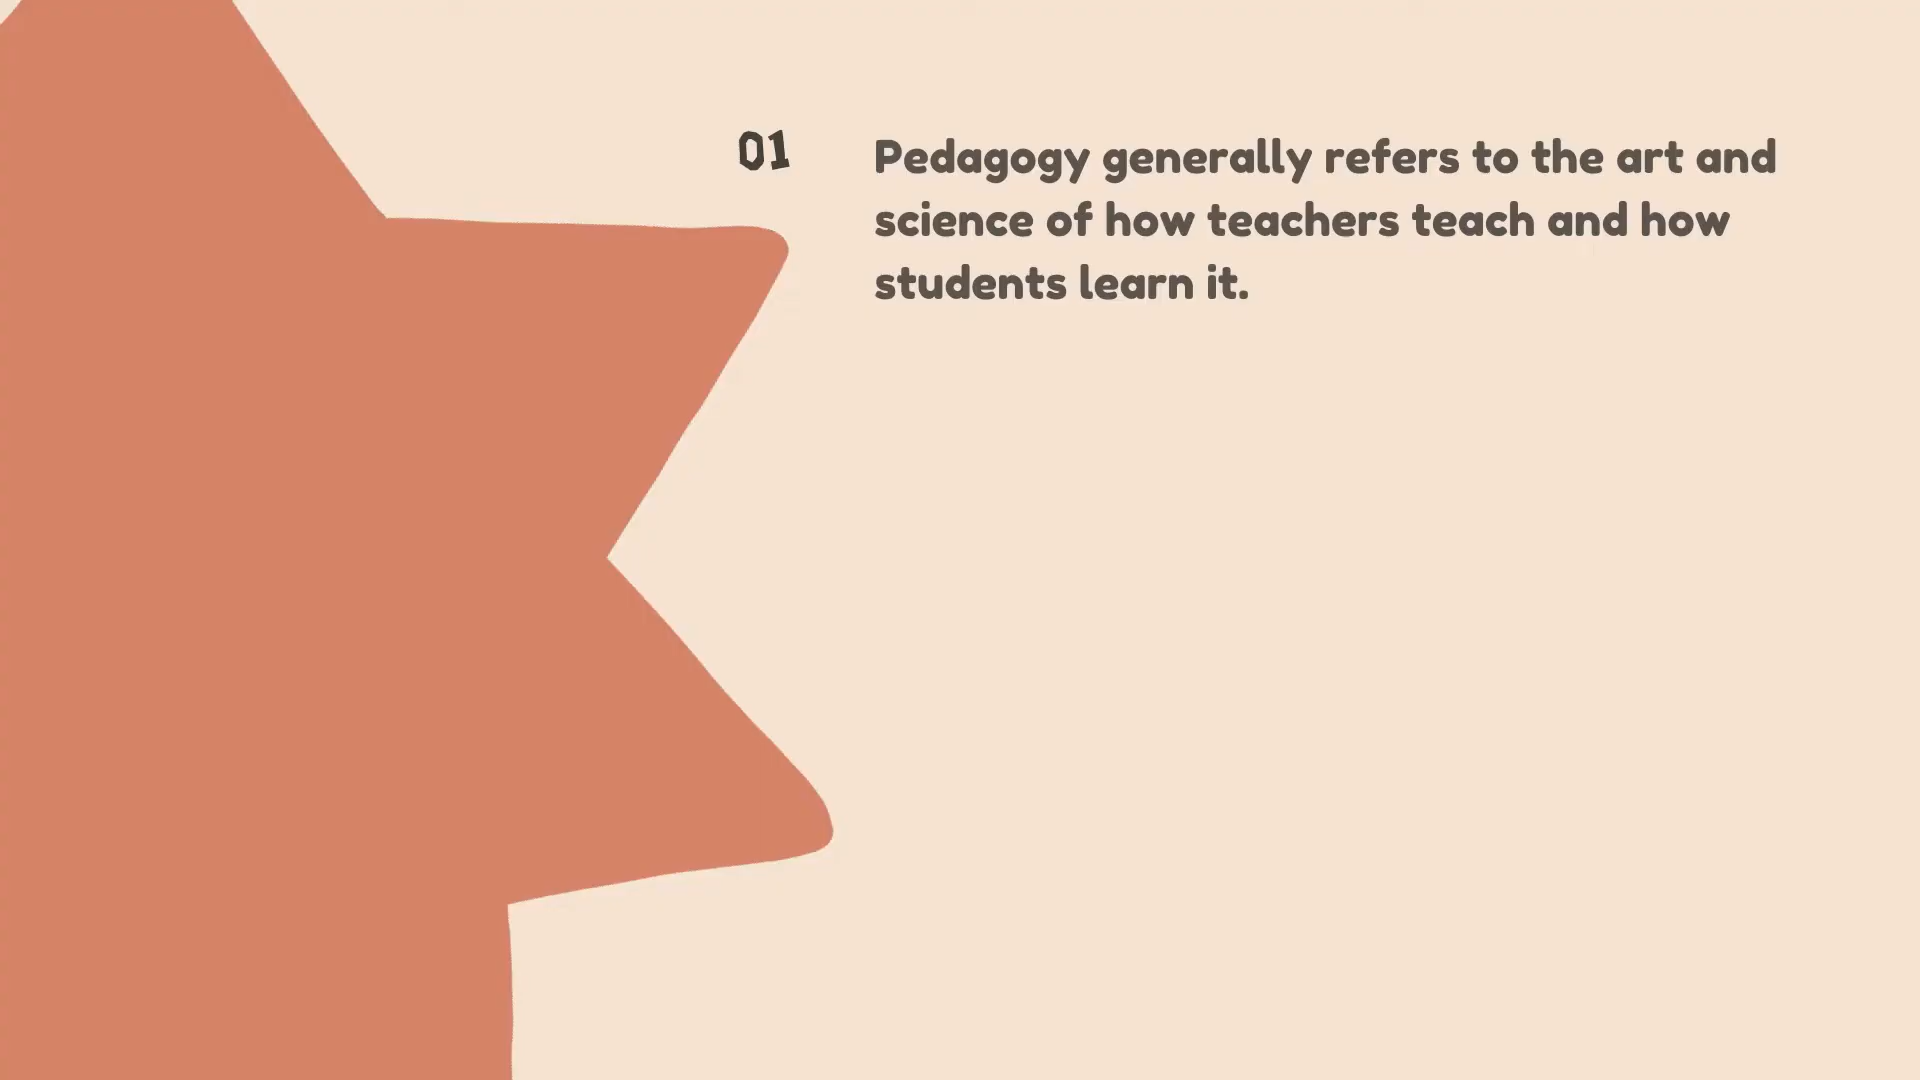 01
Pedagogy generally refers to the art and
science of how teachers teach and how
students learn it.